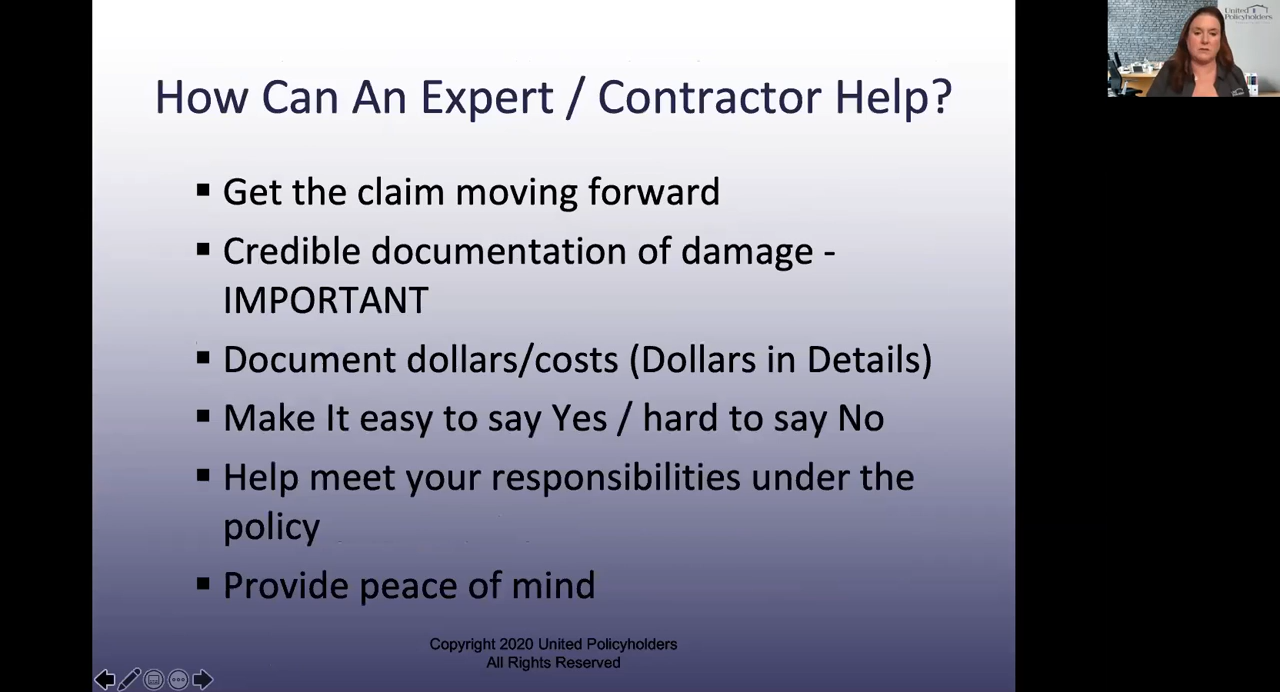 How Can An Expert / Contractor Help?
▪ Get the claim moving forward
▪ Credible documentation of damage -
IMPORTANT
▪ Document dollars/costs (Dollars in Details)
▪ Make It easy to say Yes / hard to say No
▪ Help meet your responsibilities under the
policy
▪ Provide peace of mind
Copyright 2020 United Policyholders
All Rights Reserved
United
Policyholders